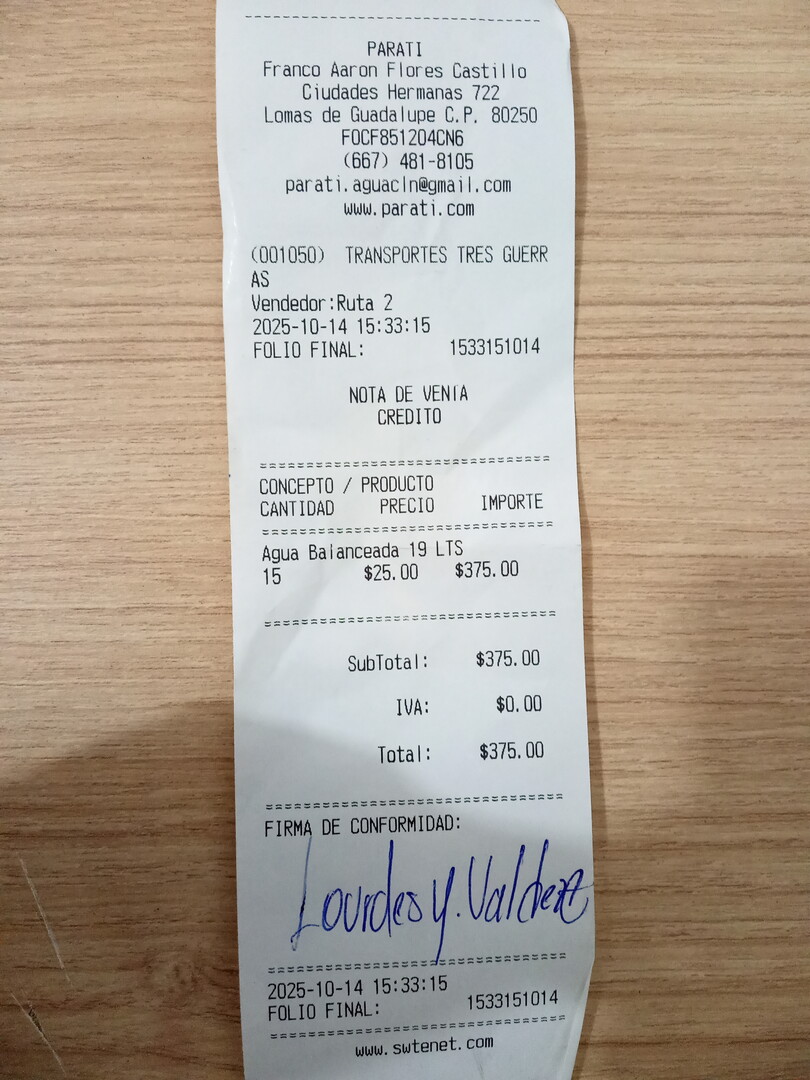 PARATI
Franco Aaron Flores Castillo
Ciudades Hermanas 722
Lomas de Guadalupe C.P. 80250
FOCF851204CN6
(667) 481-8105
parati.aguacln@gmail.com
www.parati.com
(001050) TRANSPORTES TRES GUERR
AS
Vendedor:Ruta 2
2025-10-14 15:33:15
FOLIO FINAL: 1533151014
NOTA DE VENTA
CREDITO
CONCEPTO / PRODUCTO
CANTIDAD PRECIO IMPORTE
Agua Balanceada 19 LTS
15 $25.00 $375.00
SubTotal: $375.00
IVA: $0.00
Total: $375.00
FIRMA DE CONFORMIDAD:
Lourdes Y. Valdez
2025-10-14 15:33:15
FOLIO FINAL: 1533151014
www.swtenet.com